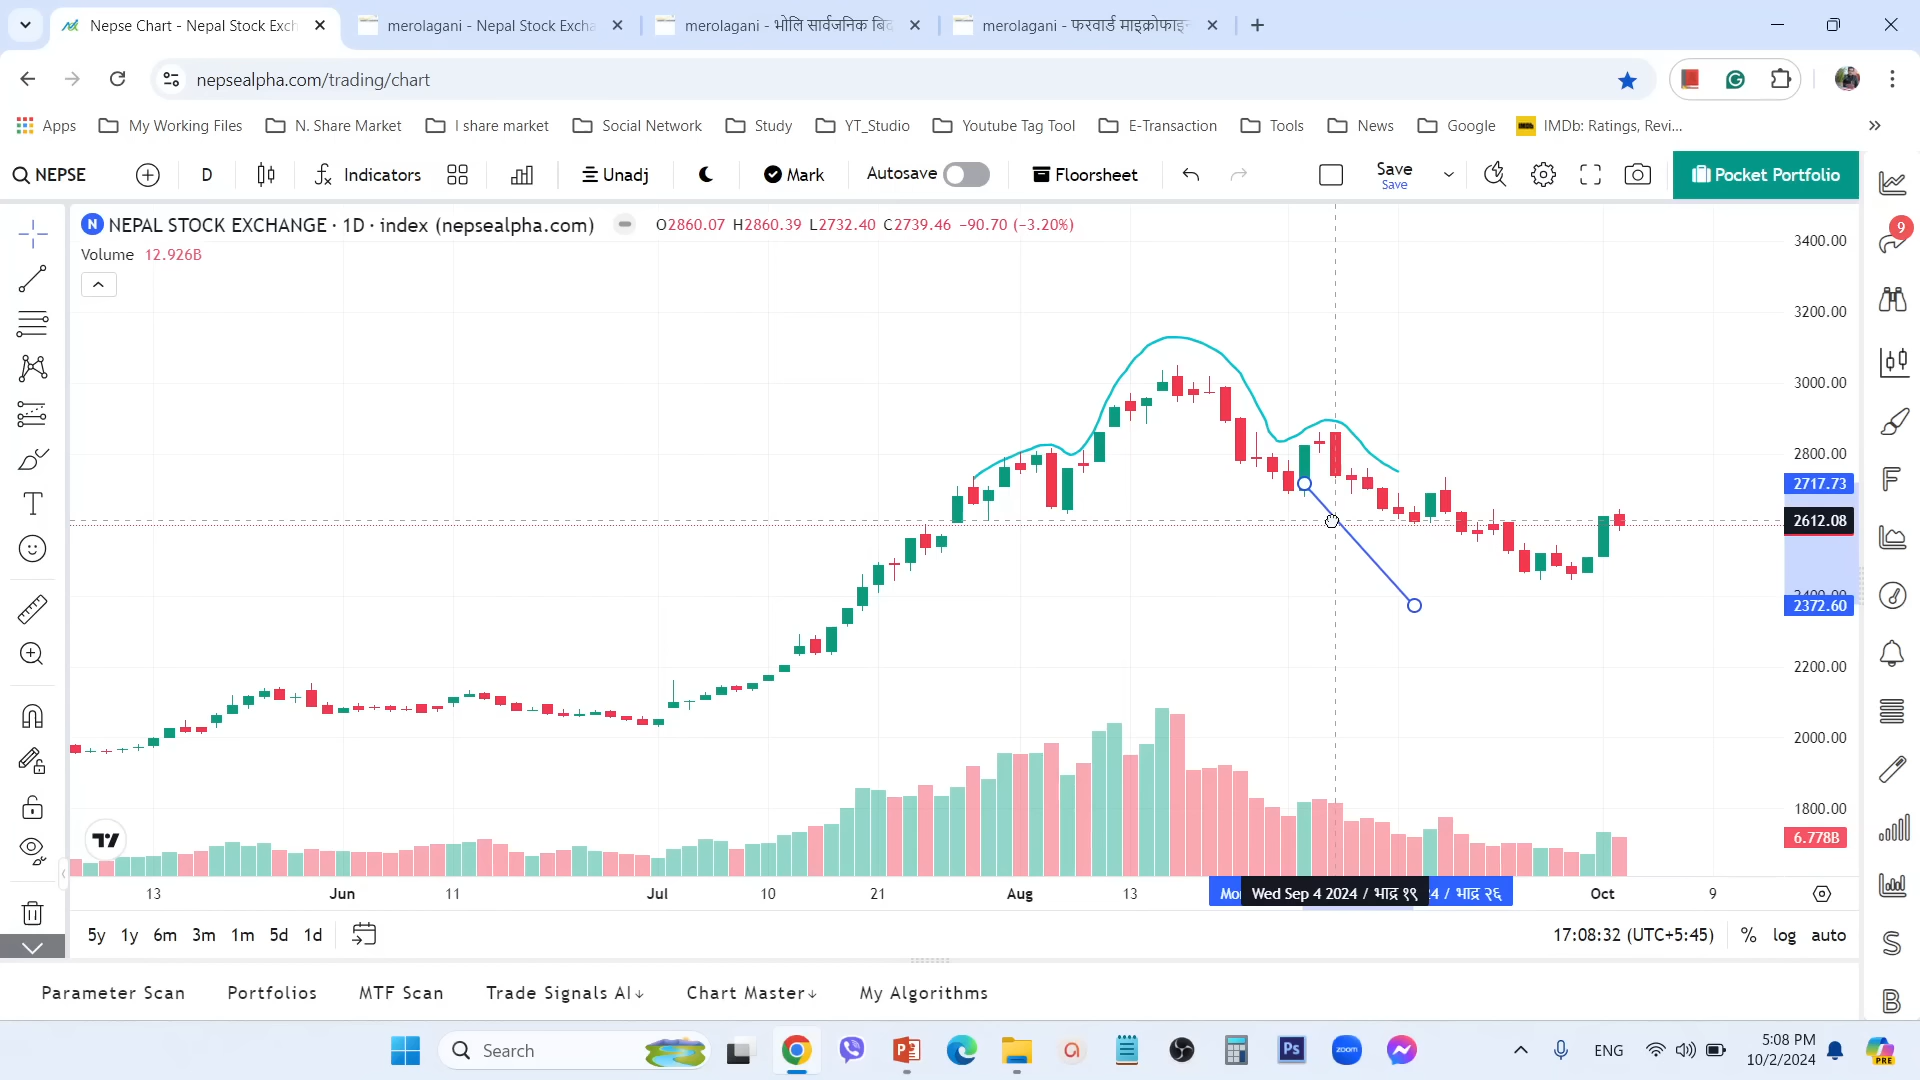 Nepse Chart - Nepal Stock Exch
merolagani - Nepal Stock Excha
merolagani - भोलि सार्वजनिक बिद
merolagani - फरवार्ड माइक्रोफाइन
nepsealpha.com/trading/chart
Apps
My Working Files
N. Share Market
I share market
Social Network
Study
YT_Studio
Youtube Tag Tool
E-Transaction
Tools
News
Google
IMDb: Ratings, Revi...
NEPSE
D
Indicators
Unadj
Mark
Autosave
Floorsheet
Save
Save
Pocket Portfolio
N
NEPAL STOCK EXCHANGE · 1D · index (nepsealpha.com)
O2860.07 H2860.39 L2732.40 C2739.46 −90.70 (−3.20%)
Volume 12.926B
9
3400.00
3200.00
3000.00
2800.00
2717.73
2612.08
2400.00
2372.60
2200.00
2000.00
1800.00
6.778B
13
Jun
11
Jul
10
21
Aug
13
Mo
Wed Sep 4 2024 / भाद्र १९
4 / भाद्र २६
Oct
9
5y 1y 6m 3m 1m 5d 1d
17:08:32 (UTC+5:45)
% log auto
F
S
B
Parameter Scan
Portfolios
MTF Scan
Trade Signals AI↓
Chart Master↓
My Algorithms
Search
Ps
zoom
ENG
5:08 PM
10/2/2024
PRE